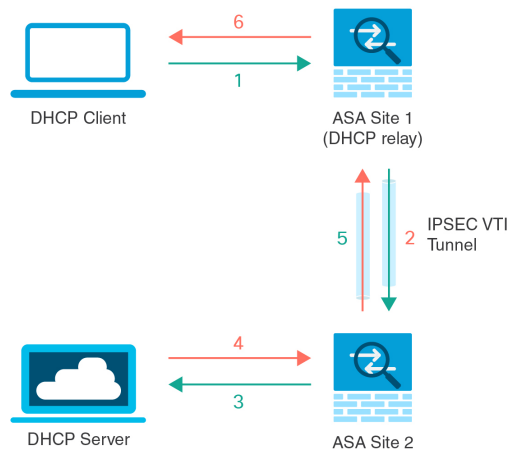 6
1
DHCP Client
ASA Site 1
(DHCP relay)
5
2
IPSEC VTI
Tunnel
4
3
DHCP Server
ASA Site 2